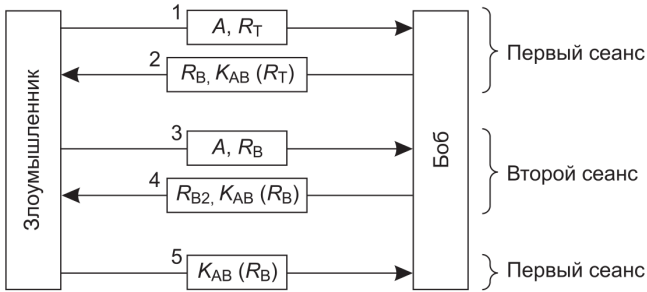 1
A, R_T
Первый сеанс
2
R_B, K_AB (R_T)
Злоумышленник
Боб
3
A, R_B
Второй сеанс
4
R_B2, K_AB (R_B)
5
K_AB (R_B)
Первый сеанс